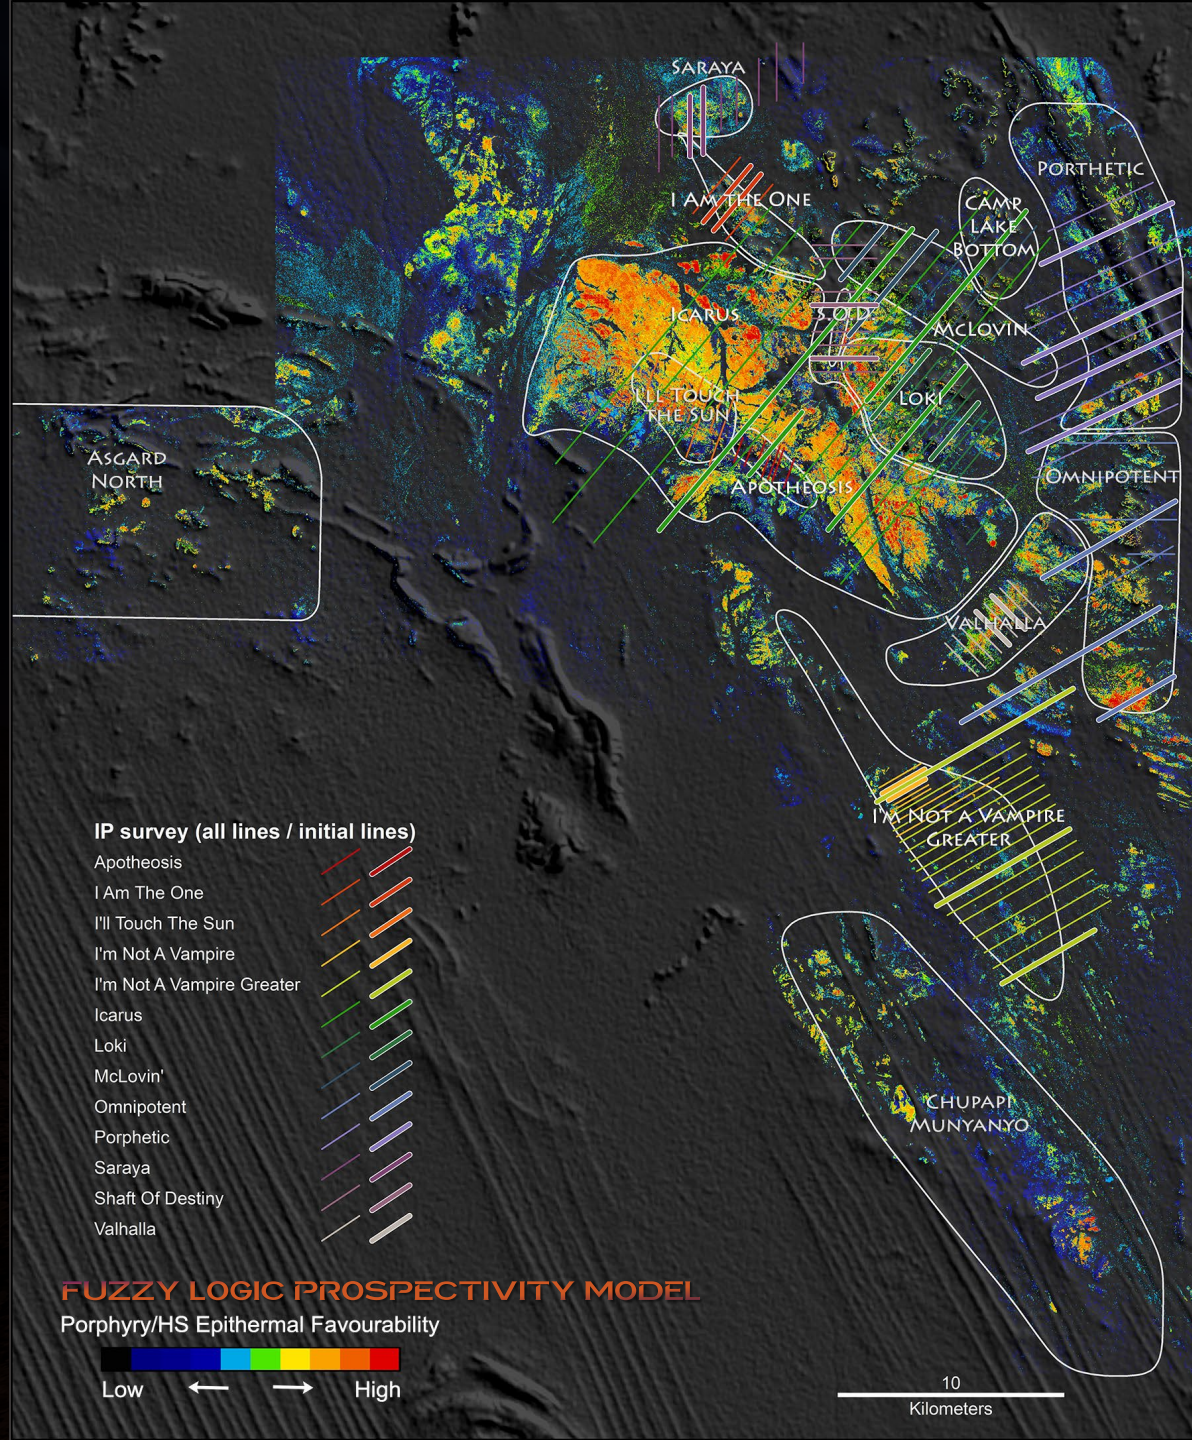 SARAYA
PORTHETIC
I AM THE ONE
CAMP
LAKE
BOTTOM
ICARUS
S.O.D.
MCLOVIN
I'LL TOUCH
THE SUN
LOKI
ASGARD
NORTH
APOTHEOSIS
OMNIPOTENT
VALHALLA
I'M NOT A VAMPIRE
GREATER
IP survey (all lines / initial lines)
Apotheosis
I Am The One
I'll Touch The Sun
I'm Not A Vampire
I'm Not A Vampire Greater
Icarus
Loki
McLovin'
Omnipotent
Porphetic
Saraya
Shaft Of Destiny
Valhalla
CHUPAPI
MUNYANYO
FUZZY LOGIC PROSPECTIVITY MODEL
Porphyry/HS Epithermal Favourability
Low
High
10
Kilometers